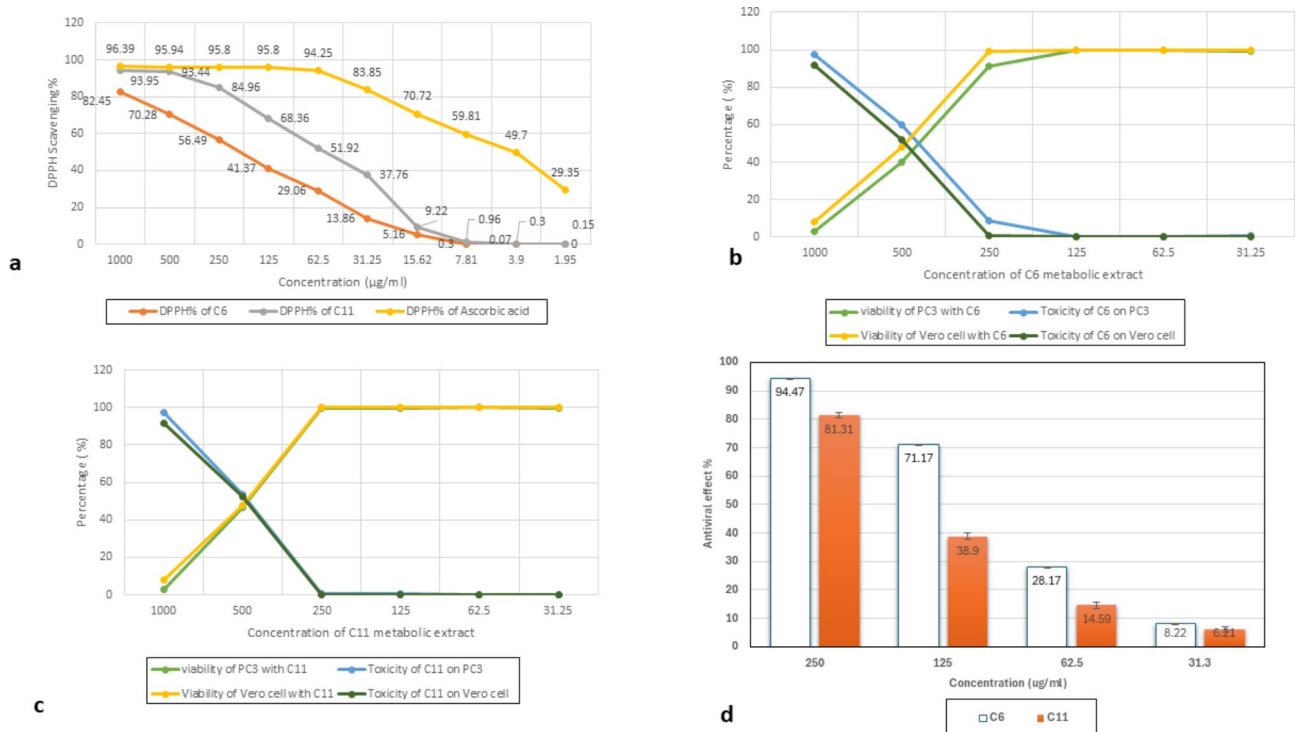 120
100
80
60
40
20
0
DPPH Scavenging%
96.39 95.94 95.8 95.8 94.25 83.85 70.72 59.81 49.7 29.35
93.95 93.44 84.96 68.36 51.92 37.76 9.22 0.96 0.3 0.15
82.45 70.28 56.49 41.37 29.06 13.86 5.16 0.3 0.07 0
1000 500 250 125 62.5 31.25 15.62 7.81 3.9 1.95
Concentration (µg/ml)
DPPH% of C6 DPPH% of C11 DPPH% of Ascorbic acid
a
120
100
80
60
40
20
0
Percentage ( %)
1000 500 250 125 62.5 31.25
Concentration of C6 metabolic extract
viability of PC3 with C6 Toxicity of C6 on PC3
Viability of Vero cell with C6 Toxicity of C6 on Vero cell
b
120
100
80
60
40
20
0
Percentage ( %)
1000 500 250 125 62.5 31.25
Concentration of C11 metabolic extract
viability of PC3 with C11 Toxicity of C11 on PC3
Viability of Vero cell with C11 Toxicity of C11 on Vero cell
c
100
90
80
70
60
50
40
30
20
10
0
Antiviral effect %
94.47 81.31 71.17 38.9 28.17 14.59 8.22 6.21
250 125 62.5 31.3
Concentration (ug/ml)
C6 C11
d